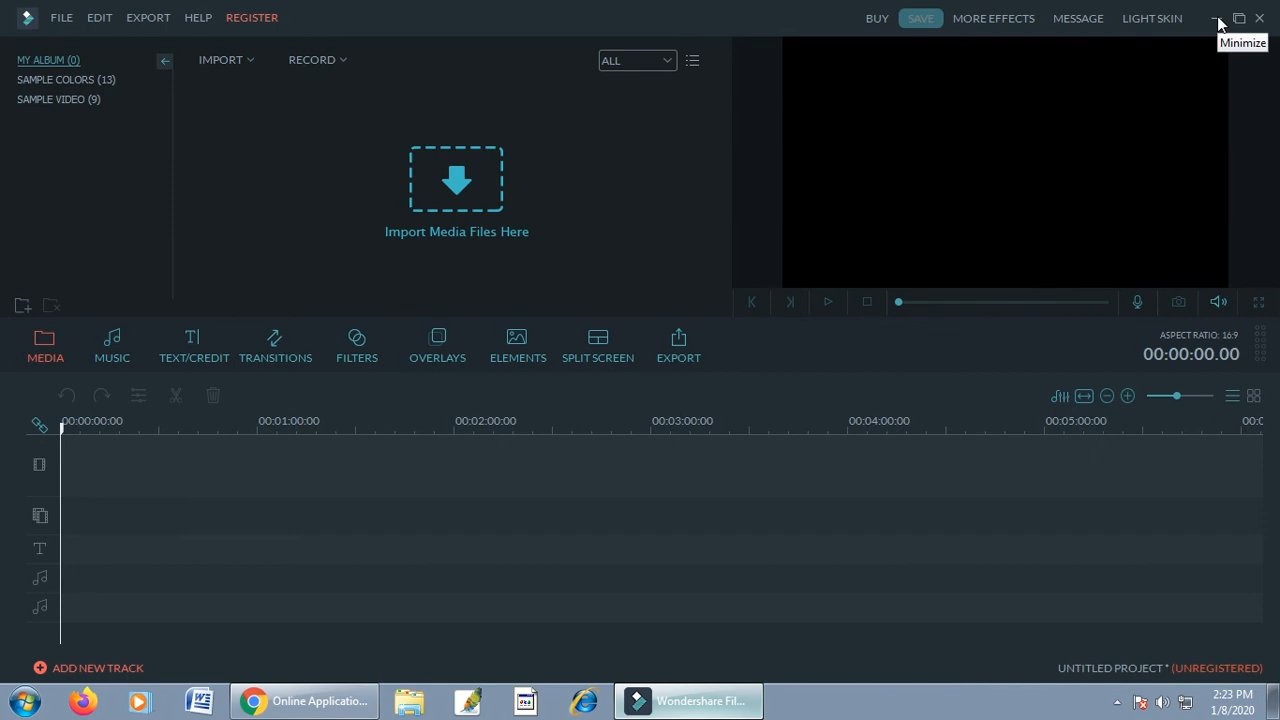 FILE EDIT EXPORT HELP REGISTER BUY SAVE MORE EFFECTS MESSAGE LIGHT SKIN
Minimize
MY ALBUM (0) IMPORT RECORD ALL
SAMPLE COLORS (13)
SAMPLE VIDEO (9)
Import Media Files Here
ASPECT RATIO: 16:9
MEDIA MUSIC TEXT/CREDIT TRANSITIONS FILTERS OVERLAYS ELEMENTS SPLIT SCREEN EXPORT 00:00:00.00
00:00:00:00 00:01:00:00 00:02:00:00 00:03:00:00 00:04:00:00 00:05:00:00
ADD NEW TRACK UNTITLED PROJECT * (UNREGISTERED)
Online Applicatio... Wondershare Fil... 2:23 PM
1/8/2020